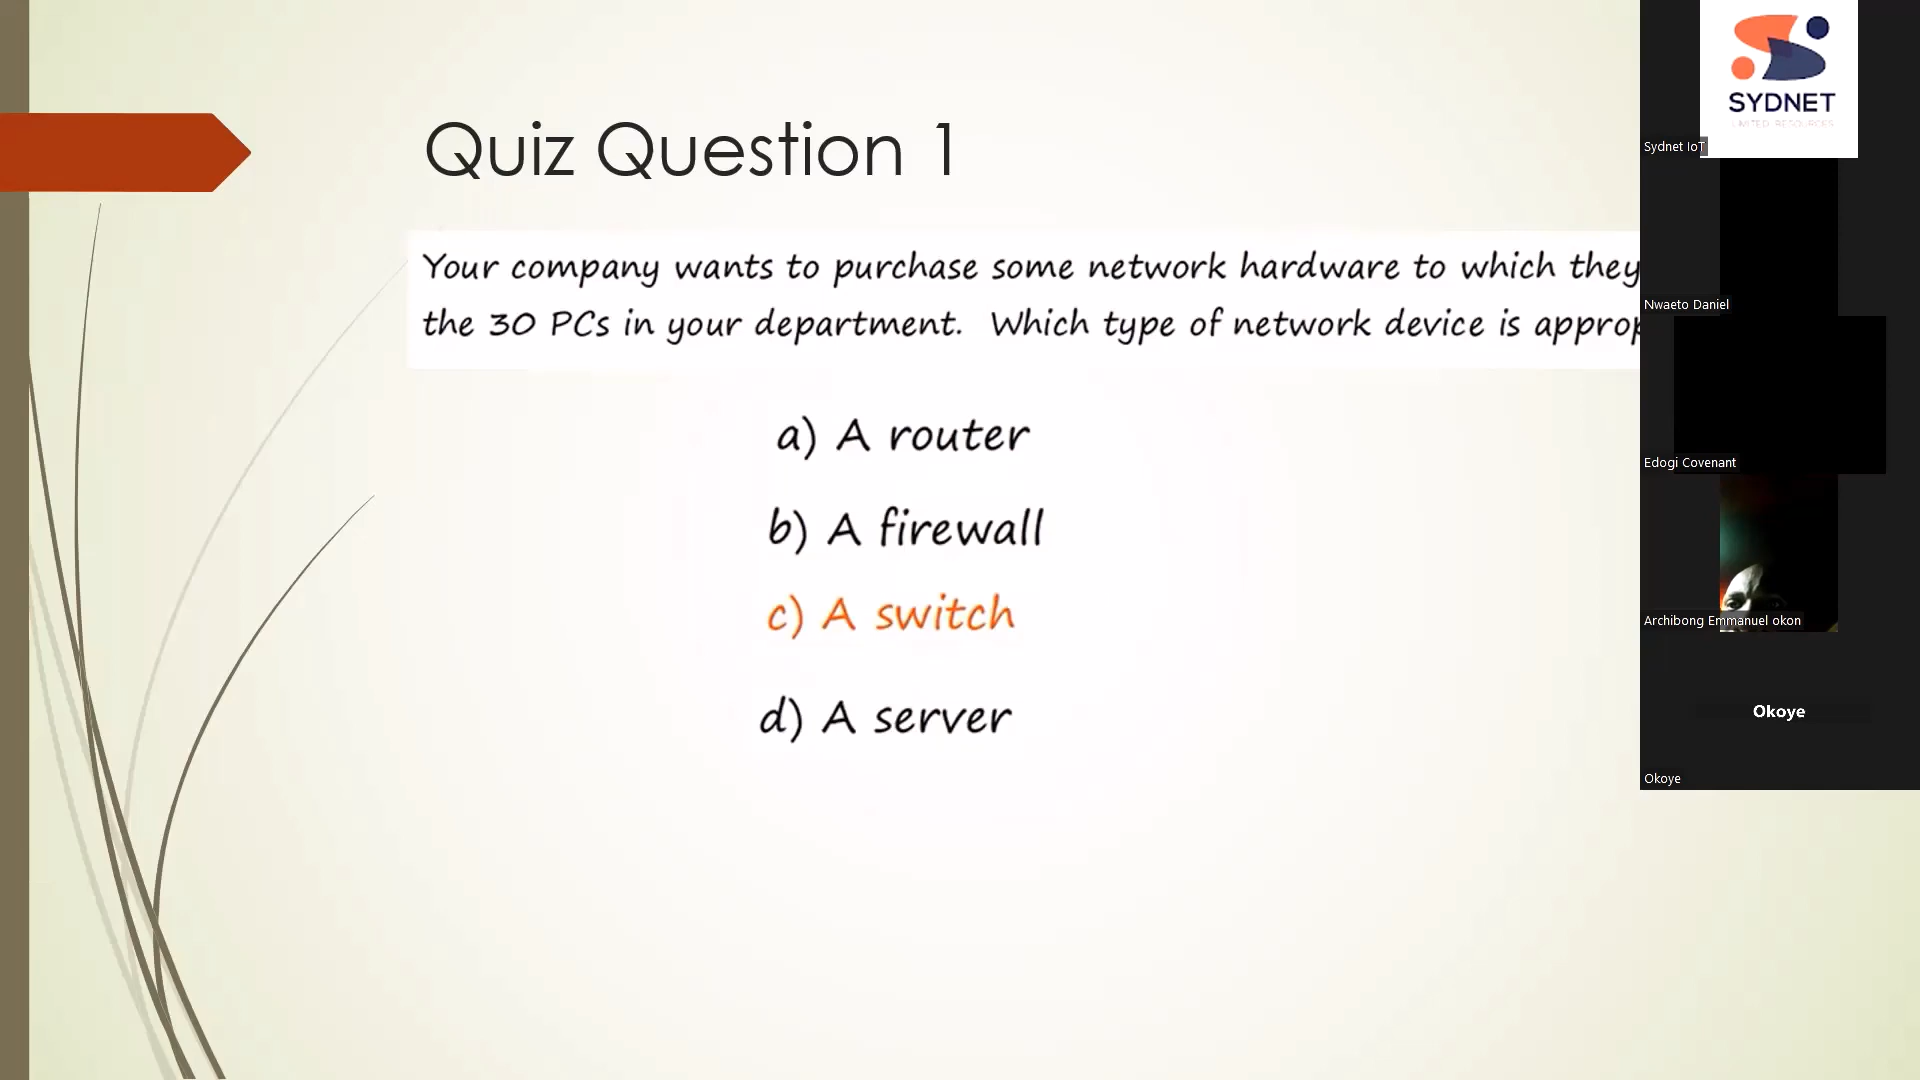 Quiz Question 1
Your company wants to purchase some network hardware to which they
the 30 PCs in your department. Which type of network device is approp
a) A router
b) A firewall
c) A switch
d) A server
SYDNET
LIMITED RESOURCES
Sydnet IoT
Nwaeto Daniel
Edogi Covenant
Archibong Emmanuel okon
Okoye
Okoye